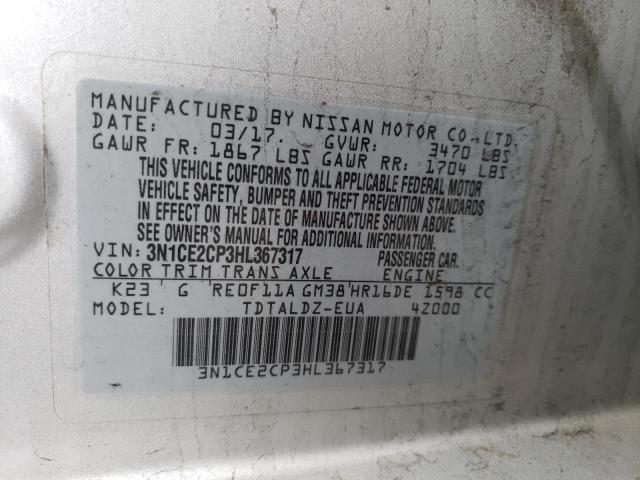 MANUFACTURED BY NISSAN MOTOR CO.,LTD.
DATE: 03/17. GVWR: 3470 LBS
GAWR FR: 1867 LBS GAWR RR: 1704 LBS
THIS VEHICLE CONFORMS TO ALL APPLICABLE FEDERAL MOTOR
VEHICLE SAFETY, BUMPER AND THEFT PREVENTION STANDARDS
IN EFFECT ON THE DATE OF MANUFACTURE SHOWN ABOVE.
SEE OWNER'S MANUAL FOR ADDITIONAL INFORMATION.
VIN: 3N1CE2CP3HL367317 PASSENGER CAR.
COLOR TRIM TRANS AXLE ENGINE
K23 G RE0F11A GM38 HR16DE 1598 CC
MODEL: TDTALDZ-EUA 4Z000
3N1CE2CP3HL367317